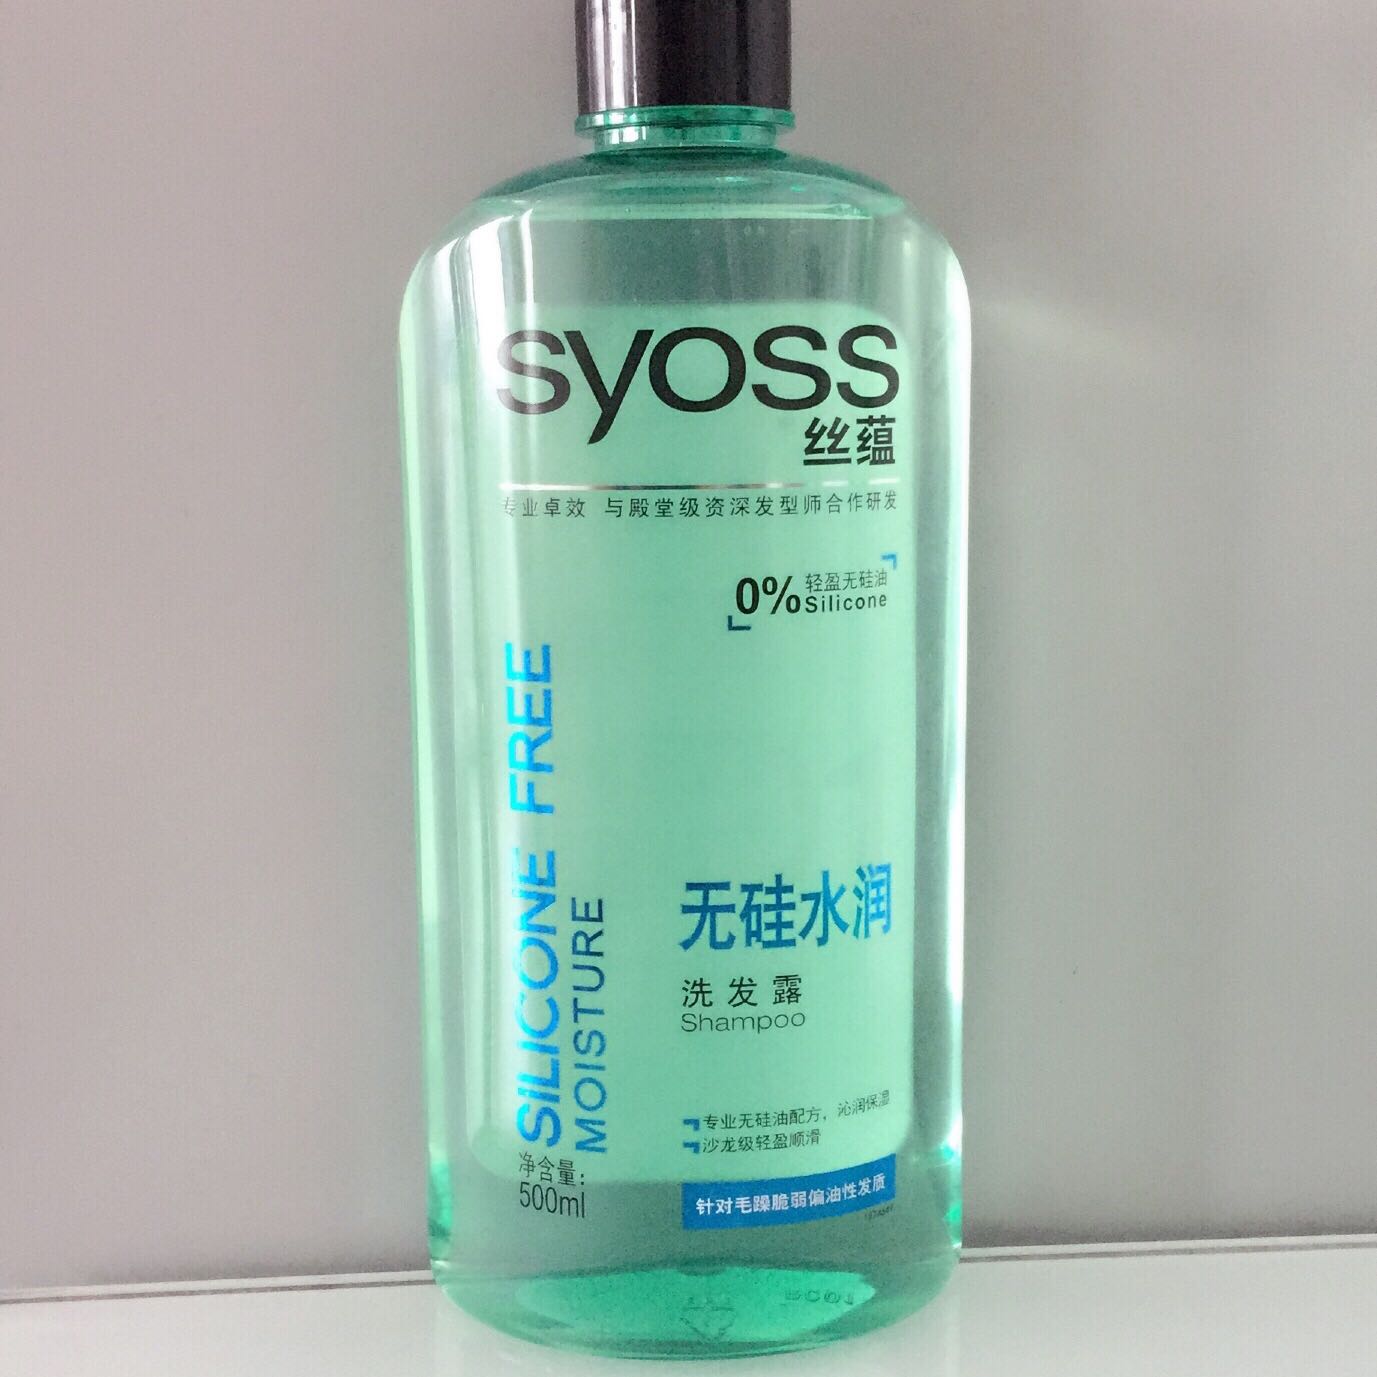 syoss
丝蕴
专业卓效 与殿堂级资深发型师合作研发
0% 轻盈无硅油
Silicone
SILICONE FREE
MOISTURE
无硅水润
洗发露
Shampoo
专业无硅油配方，沁润保湿
沙龙级轻盈顺滑
净含量：
500ml
针对毛躁脆弱偏油性发质